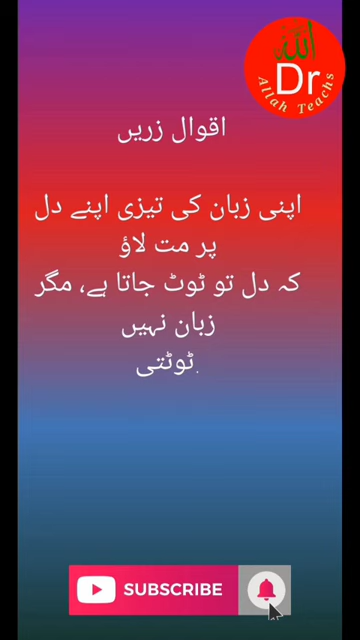 الله
Dr
Allah Teachs
اقوال زریں
اپنی زبان کی تیزی اپنے دل
پر مت لاؤ
کہ دل تو ٹوٹ جاتا ہے، مگر
زبان نہیں
ٹوٹتی.
SUBSCRIBE